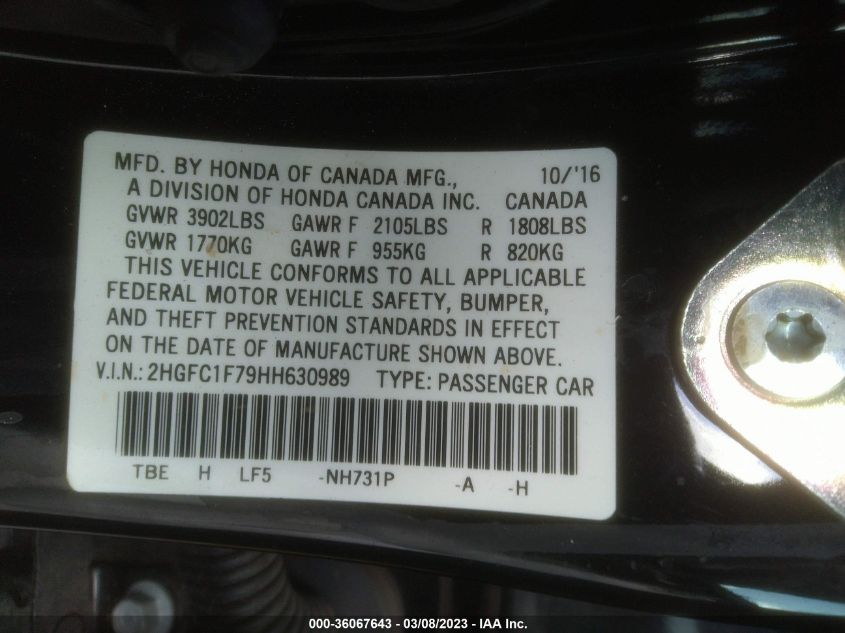 MFD. BY HONDA OF CANADA MFG., 10/'16
A DIVISION OF HONDA CANADA INC. CANADA
GVWR 3902LBS GAWR F 2105LBS R 1808LBS
GVWR 1770KG GAWR F 955KG R 820KG
THIS VEHICLE CONFORMS TO ALL APPLICABLE
FEDERAL MOTOR VEHICLE SAFETY, BUMPER,
AND THEFT PREVENTION STANDARDS IN EFFECT
ON THE DATE OF MANUFACTURE SHOWN ABOVE.
V.I.N.: 2HGFC1F79HH630989 TYPE: PASSENGER CAR
TBE H LF5 -NH731P -A -H
000-36067643 / 03/08/2023 - IAA Inc.